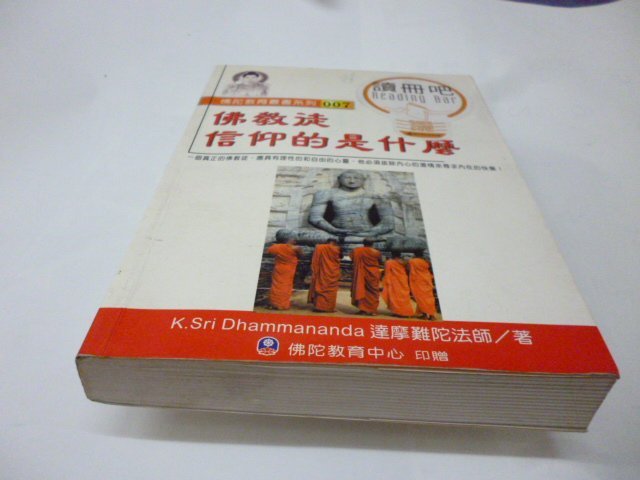 佛陀教育叢書系列 007
讀冊吧
Reading Bar
佛教徒
信仰的是什麼
K.Sri Dhammananda 達摩難陀法師/著
佛陀教育中心 印贈